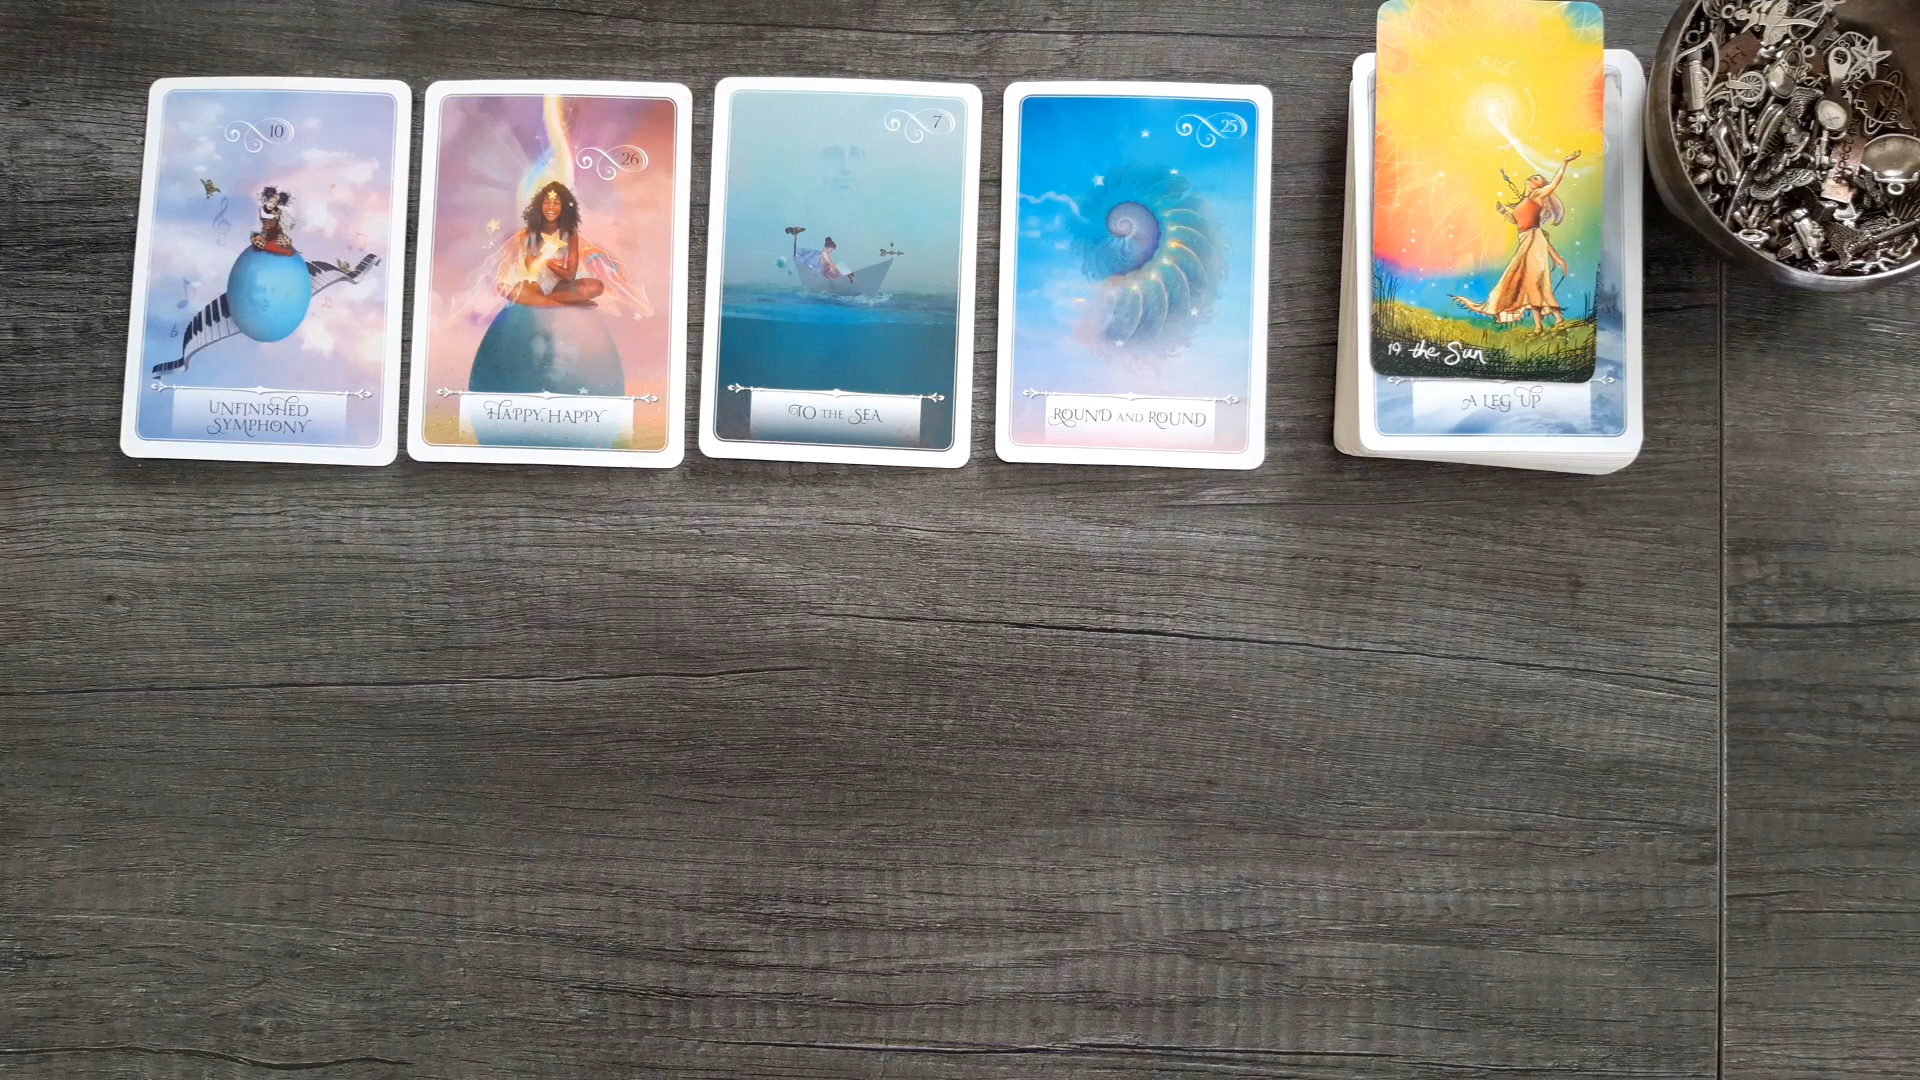 10
UNFINISHED
SYMPHONY
26
HAPPY, HAPPY
7
TO THE SEA
25
ROUND AND ROUND
19 the Sun
A LEG UP